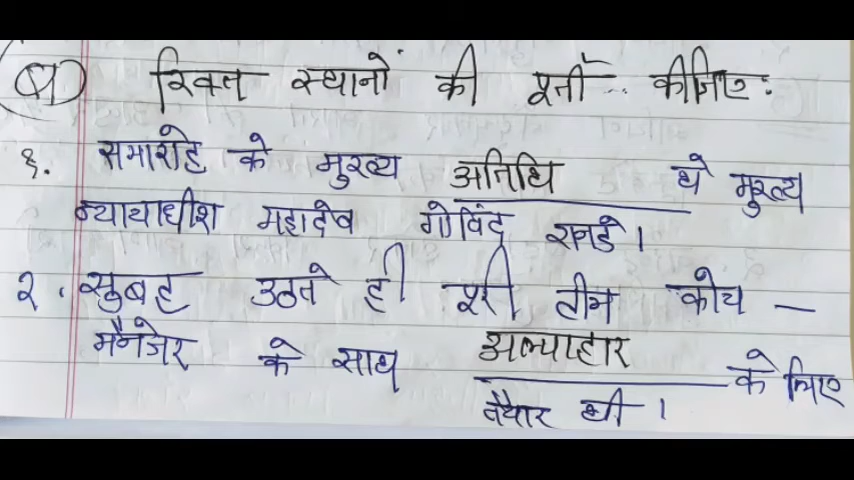 ब) रिक्त स्थानों की पूर्ती कीजिए:
१. समारोह के मुख्य अतिथि थे मुख्य
न्यायाधीश महादेव गोविंद रानडे।
२. सुबह उठते ही पूरी टीम कोच –
मैनेजर के साथ अल्पाहार के लिए
तैयार थी।